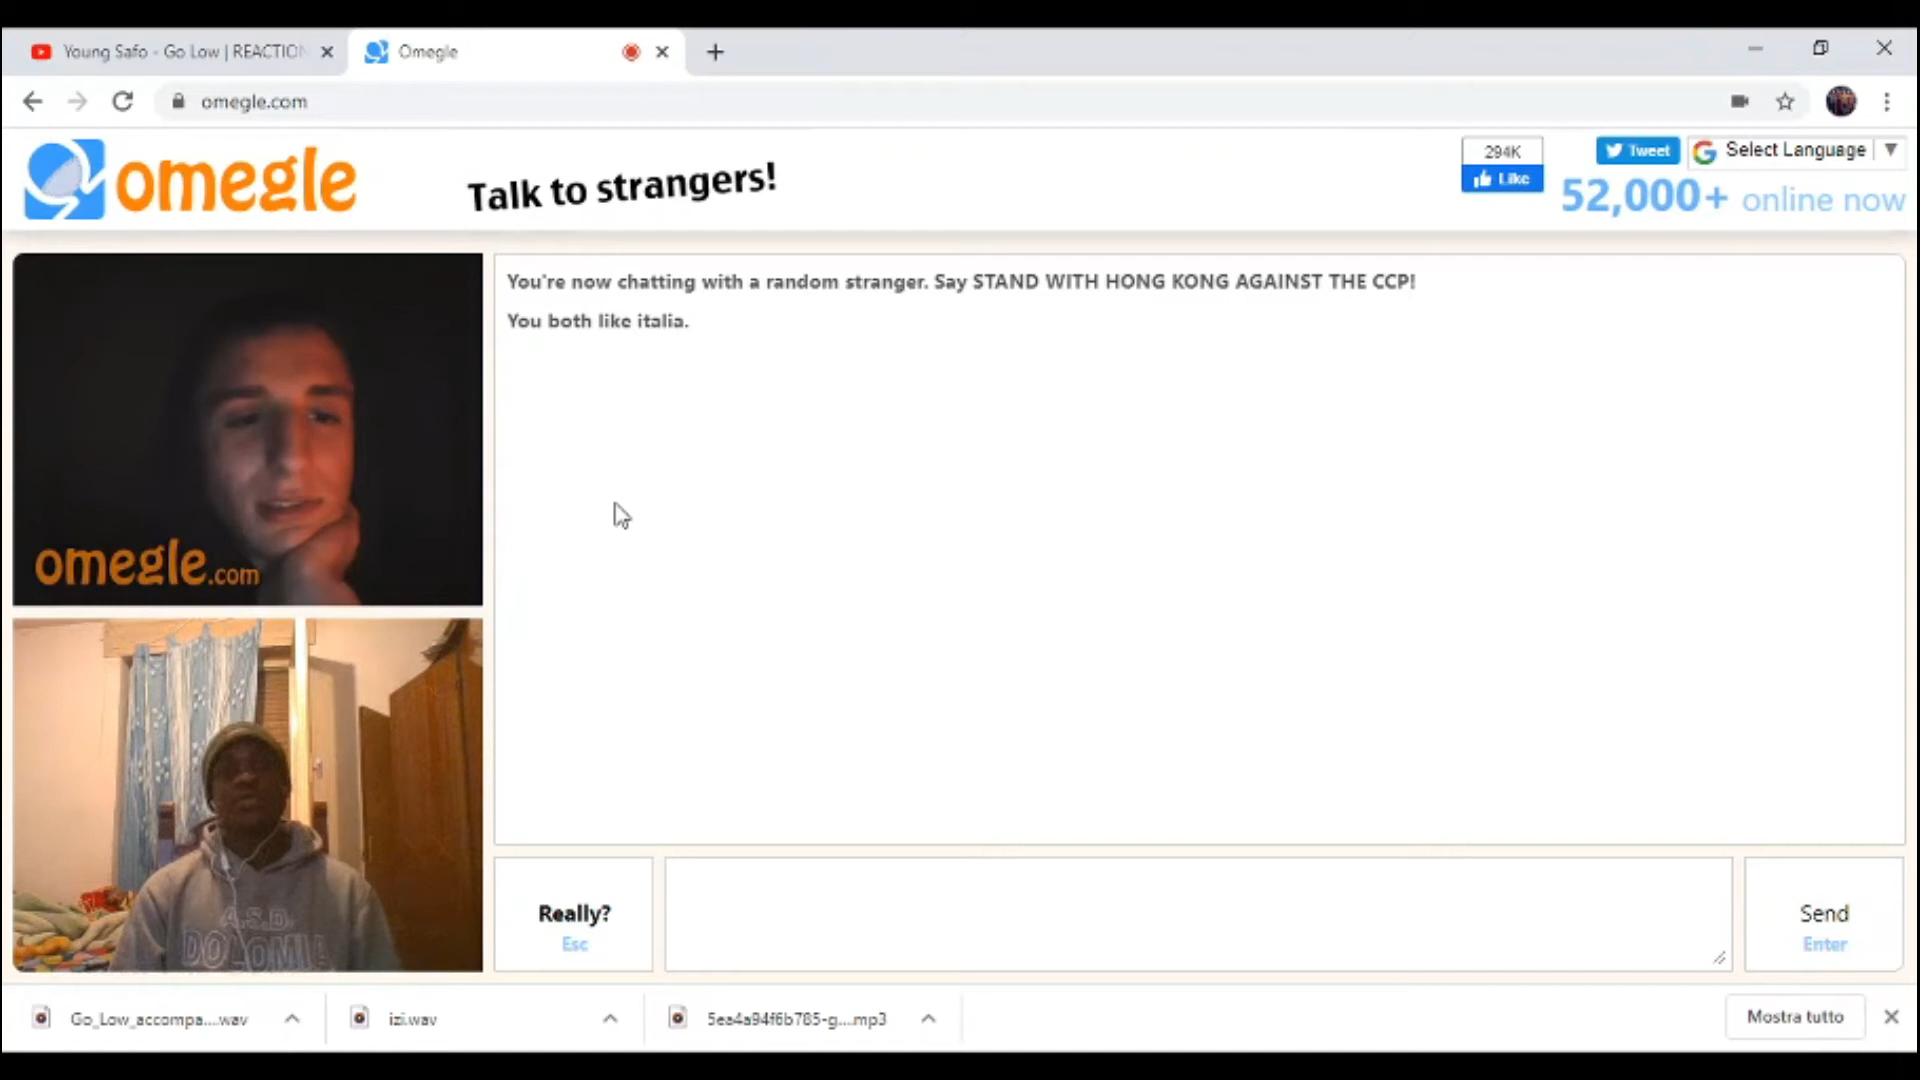 Young Safo - Go Low | REACTION
Omegle
omegle.com
omegle
Talk to strangers!
294K
Like
Tweet
Select Language
52,000+ online now
You're now chatting with a random stranger. Say STAND WITH HONG KONG AGAINST THE CCP!
You both like italia.
omegle.com
A.S.D.
DOLOMIA
Really?
Esc
Send
Enter
Go_Low_accompa....wav
izi.wav
5ea4a94f6b785-g....mp3
Mostra tutto